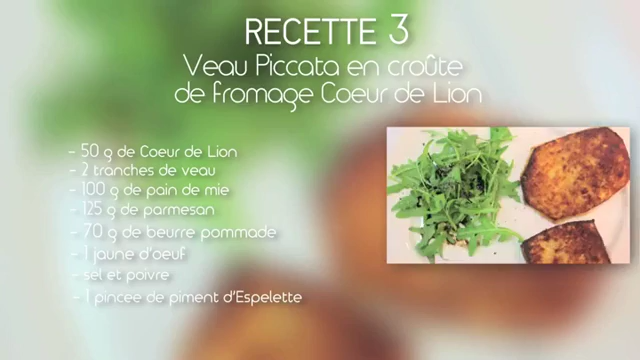 RECETTE 3
Veau Piccata en croûte
de fromage Coeur de Lion
- 50 g de Coeur de Lion
- 2 tranches de veau
- 100 g de pain de mie
- 125 g de parmesan
- 70 g de beurre pommade
- 1 jaune d'oeuf
- sel et poivre
- 1 pincee de piment d'Espelette